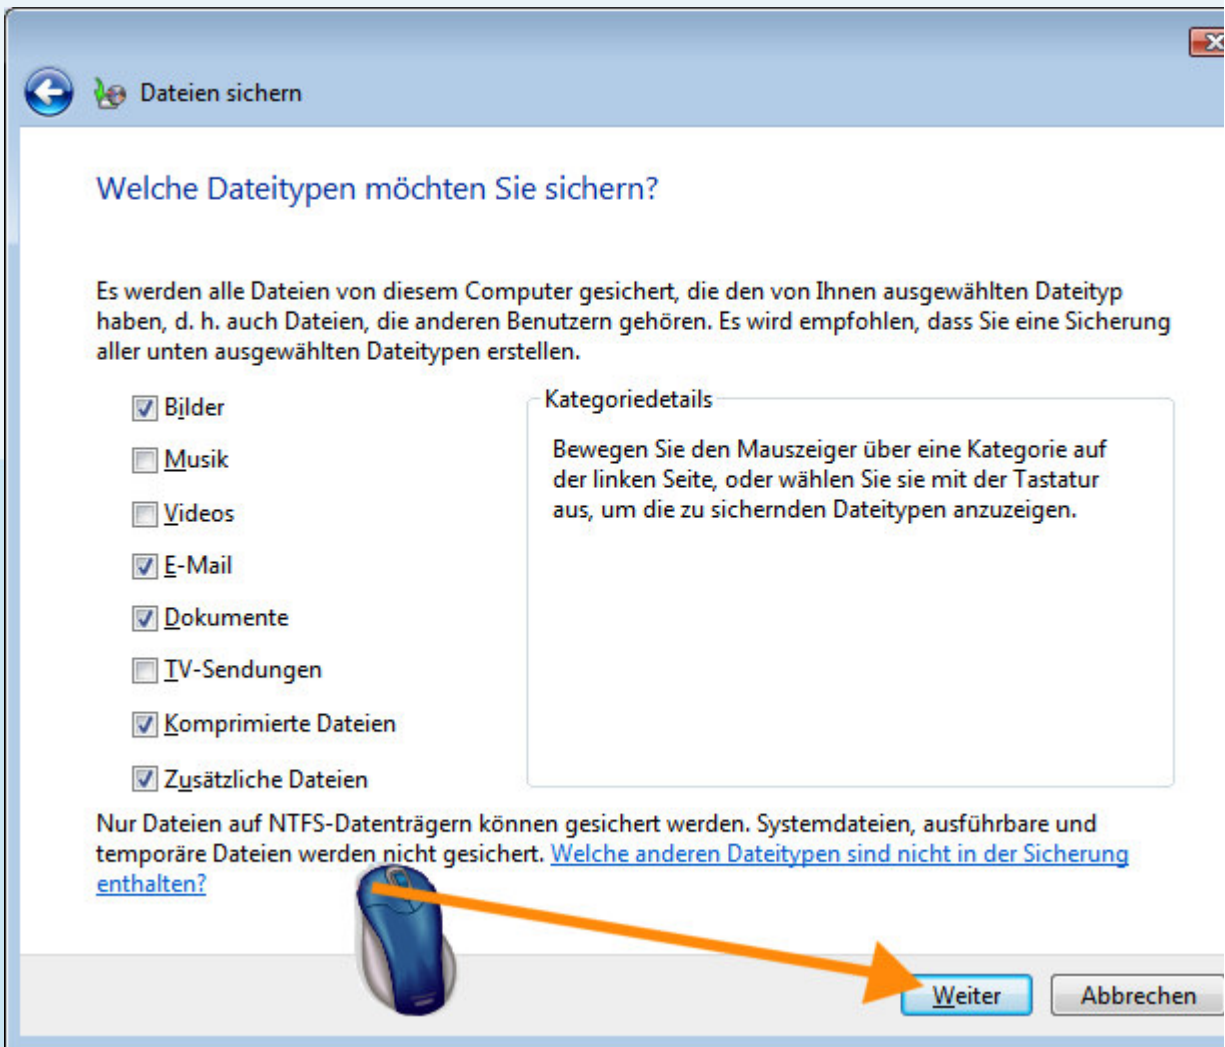 Dateien sichern
Welche Dateitypen möchten Sie sichern?
Es werden alle Dateien von diesem Computer gesichert, die den von Ihnen ausgewählten Dateityp
haben, d. h. auch Dateien, die anderen Benutzern gehören. Es wird empfohlen, dass Sie eine Sicherung
aller unten ausgewählten Dateitypen erstellen.
Bilder
Musik
Videos
E-Mail
Dokumente
TV-Sendungen
Komprimierte Dateien
Zusätzliche Dateien
Kategoriedetails
Bewegen Sie den Mauszeiger über eine Kategorie auf
der linken Seite, oder wählen Sie sie mit der Tastatur
aus, um die zu sichernden Dateitypen anzuzeigen.
Nur Dateien auf NTFS-Datenträgern können gesichert werden. Systemdateien, ausführbare und
temporäre Dateien werden nicht gesichert. Welche anderen Dateitypen sind nicht in der Sicherung
enthalten?
Weiter
Abbrechen